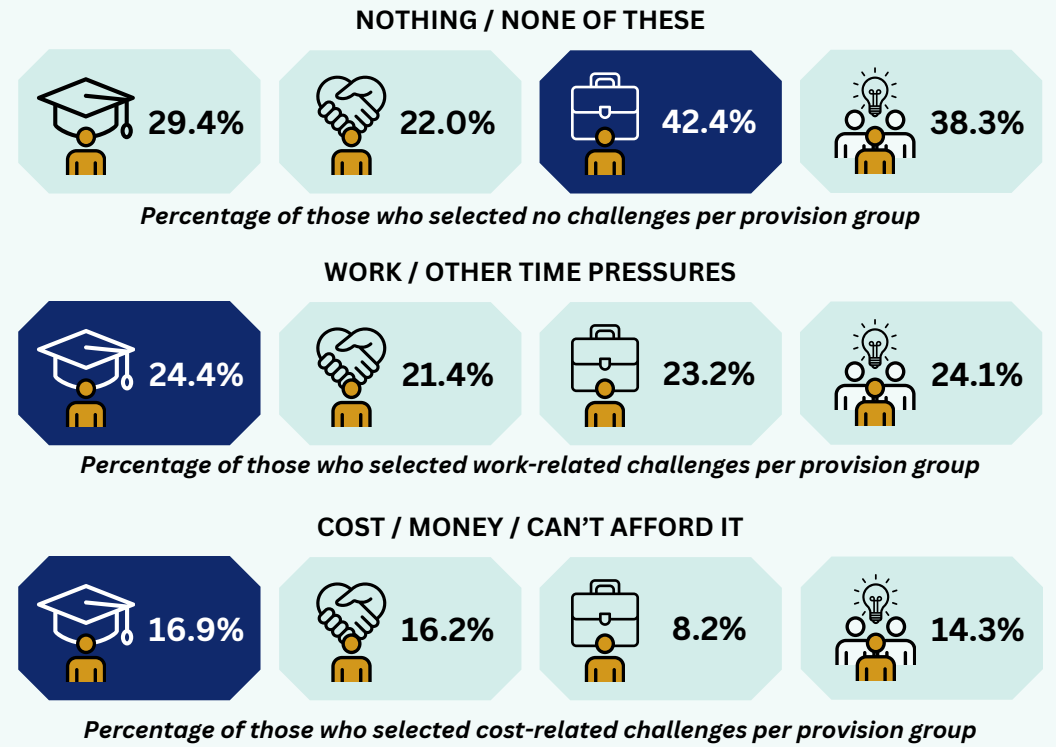 NOTHING / NONE OF THESE
29.4% 22.0% 42.4% 38.3%
Percentage of those who selected no challenges per provision group
WORK / OTHER TIME PRESSURES
24.4% 21.4% 23.2% 24.1%
Percentage of those who selected work-related challenges per provision group
COST / MONEY / CAN’T AFFORD IT
16.9% 16.2% 8.2% 14.3%
Percentage of those who selected cost-related challenges per provision group